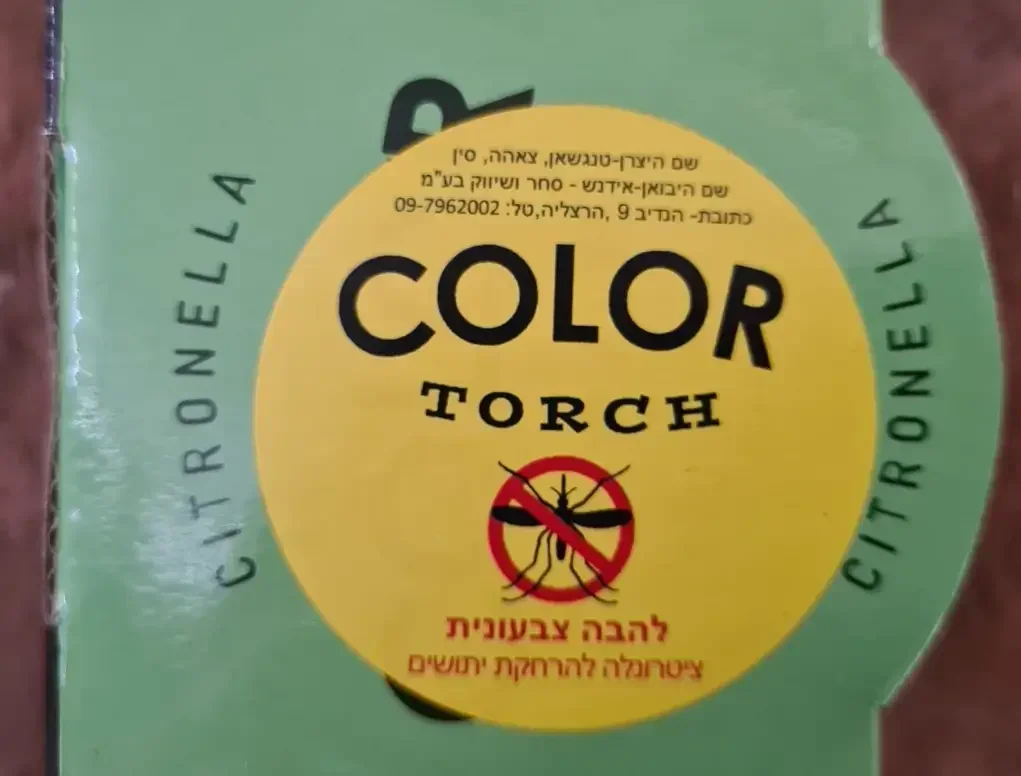 R
שם היצרן-טנגשאן, צאהה, סין
שם היבואן-אידנש - סחר ושיווק בע"מ
כתובת- הנדיב 9 ,הרצליה,טל: 09-7962002
COLOR
TORCH
להבה צבעונית
ציטרונלה להרחקת יתושים
CITRONELLA
CITRONELLA